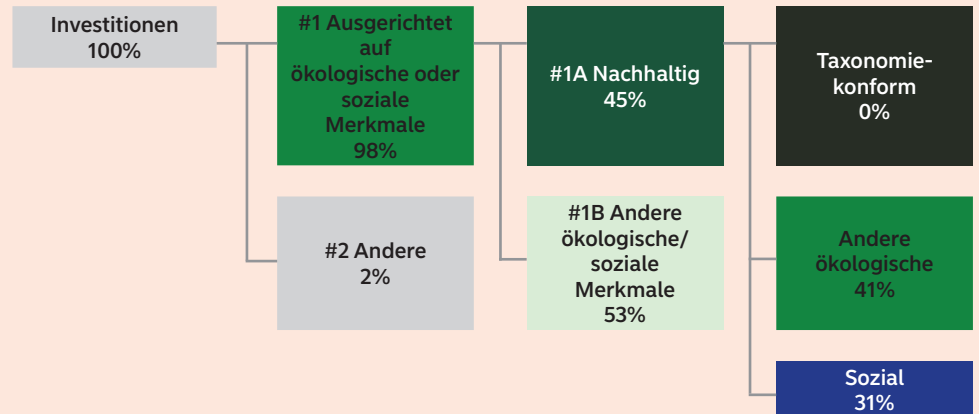 Investitionen
100%
#1 Ausgerichtet
auf
ökologische oder
soziale
Merkmale
98%
#1A Nachhaltig
45%
Taxonomie-
konform
0%
#2 Andere
2%
#1B Andere
ökologische/
soziale
Merkmale
53%
Andere
ökologische
41%
Sozial
31%